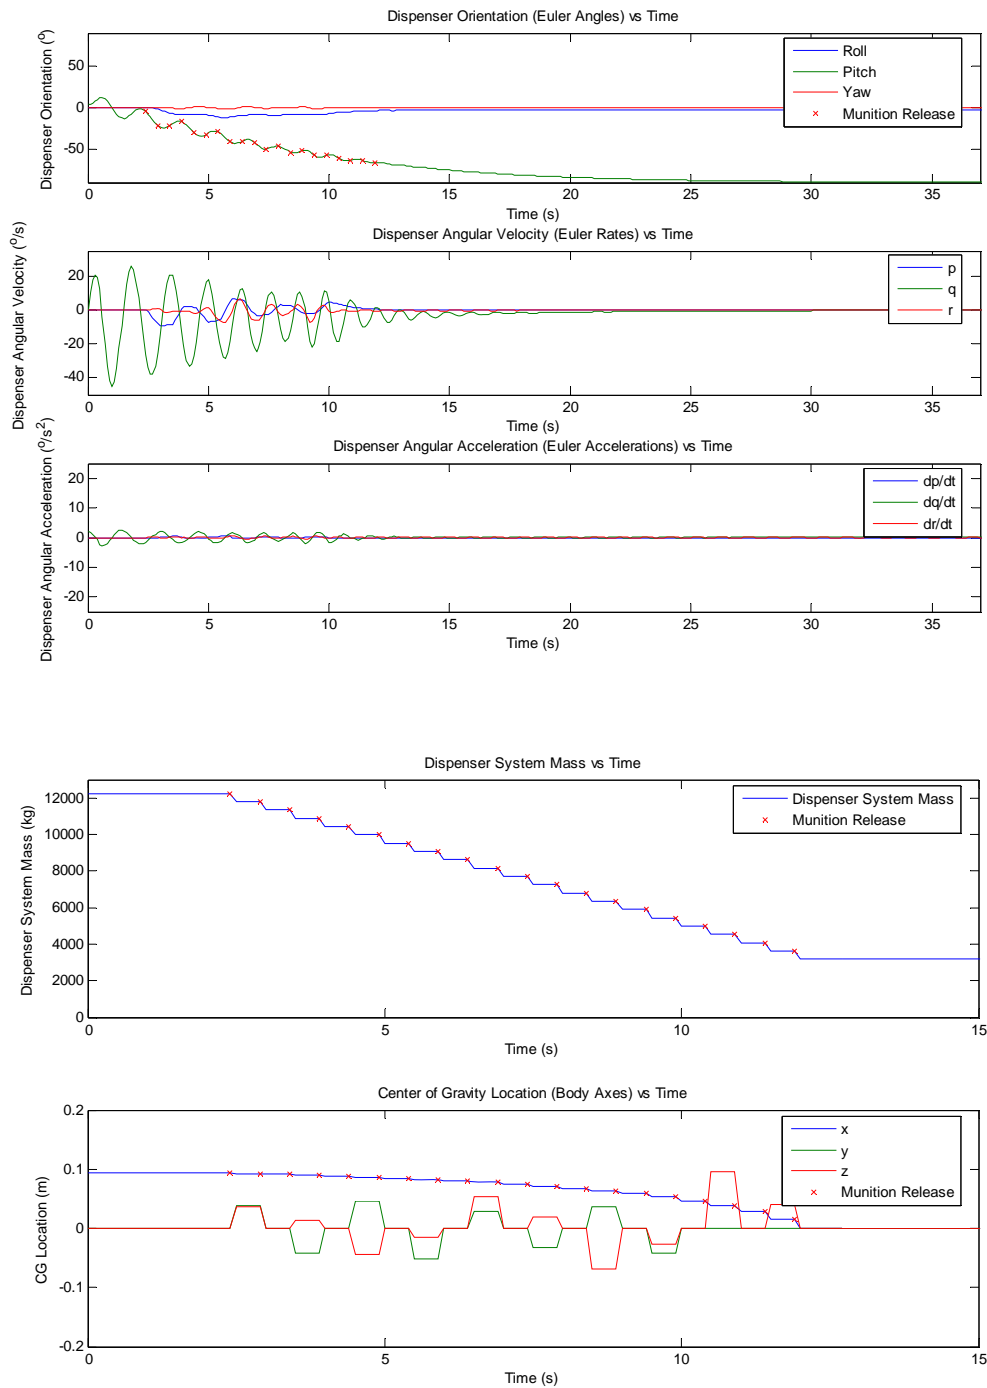 Dispenser Orientation (Euler Angles) vs Time
Dispenser Orientation (º)
50
0
-50
0 5 10 15 20 25 30 35
Time (s)
Roll
Pitch
Yaw
Munition Release
Dispenser Angular Velocity (Euler Rates) vs Time
Dispenser Angular Velocity (º/s)
20
0
-20
-40
0 5 10 15 20 25 30 35
Time (s)
p
q
r
Dispenser Angular Acceleration (Euler Accelerations) vs Time
Dispenser Angular Acceleration (º/s²)
20
10
0
-10
-20
0 5 10 15 20 25 30 35
Time (s)
dp/dt
dq/dt
dr/dt
Dispenser System Mass vs Time
Dispenser System Mass (kg)
12000
10000
8000
6000
4000
2000
0
0 5 10 15
Time (s)
Dispenser System Mass
Munition Release
Center of Gravity Location (Body Axes) vs Time
CG Location (m)
0.2
0.1
0
-0.1
-0.2
0 5 10 15
Time (s)
x
y
z
Munition Release